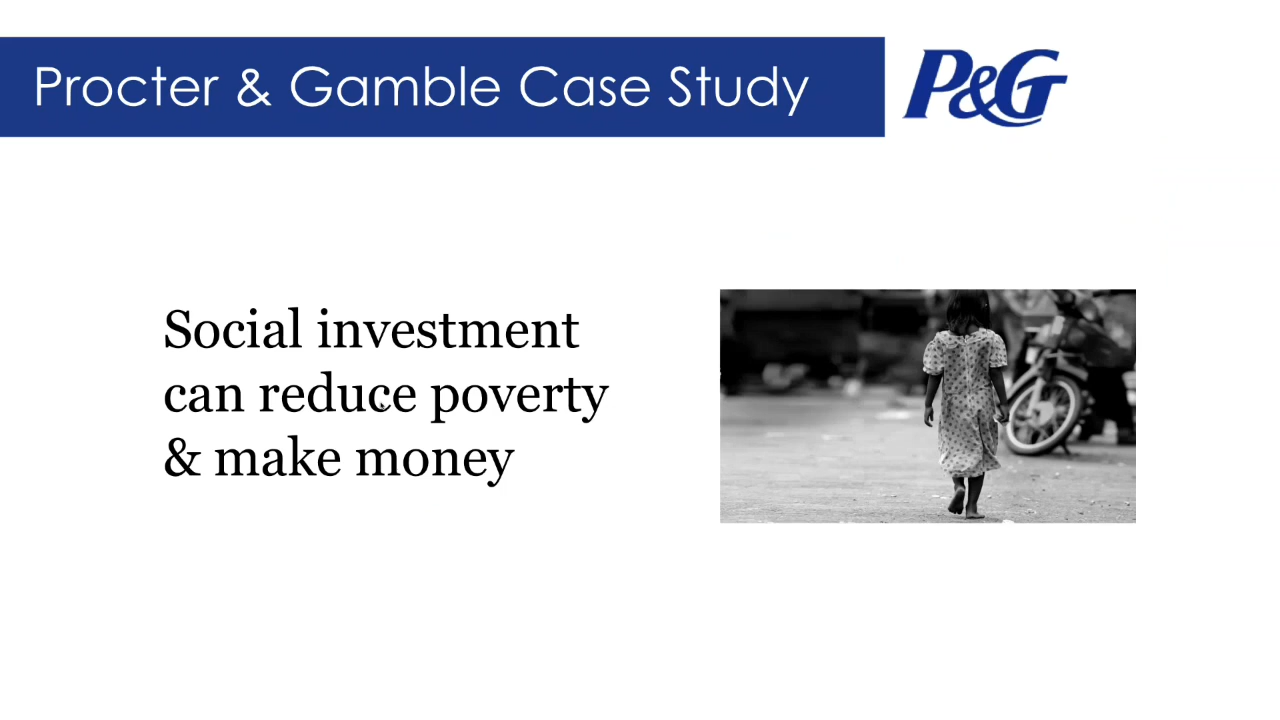 Procter & Gamble Case Study
P&G
Social investment
can reduce poverty
& make money